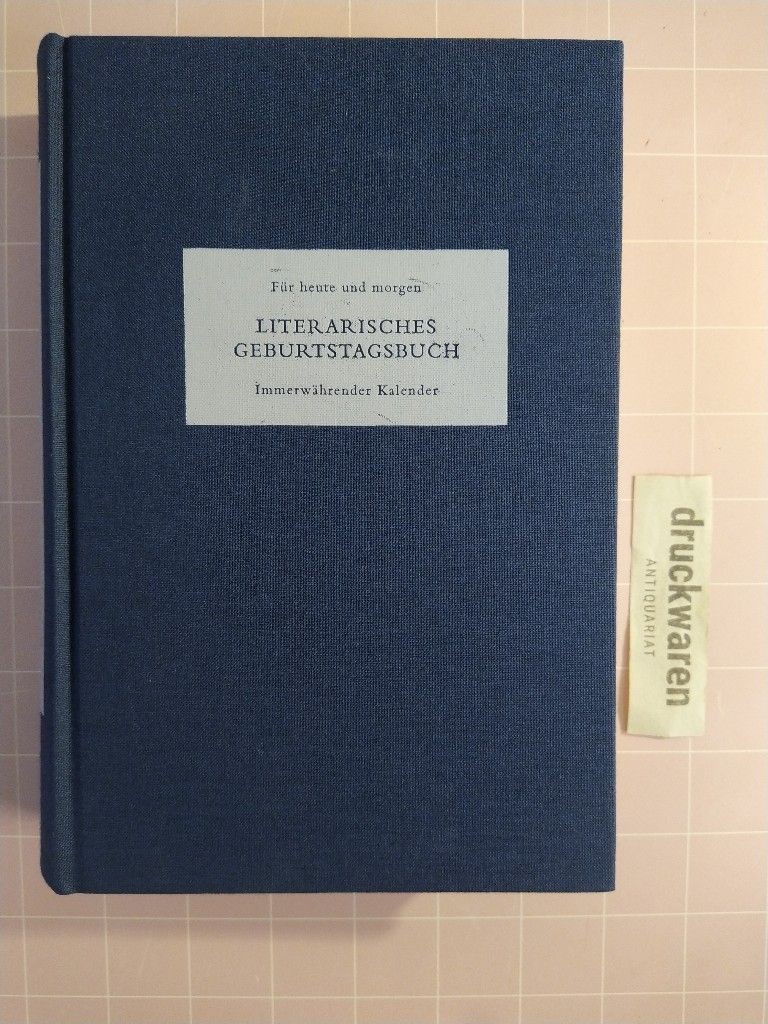 Für heute und morgen
LITERARISCHES
GEBURTSTAGSBUCH
Immerwährender Kalender
druckwaren
ANTIQUARIAT